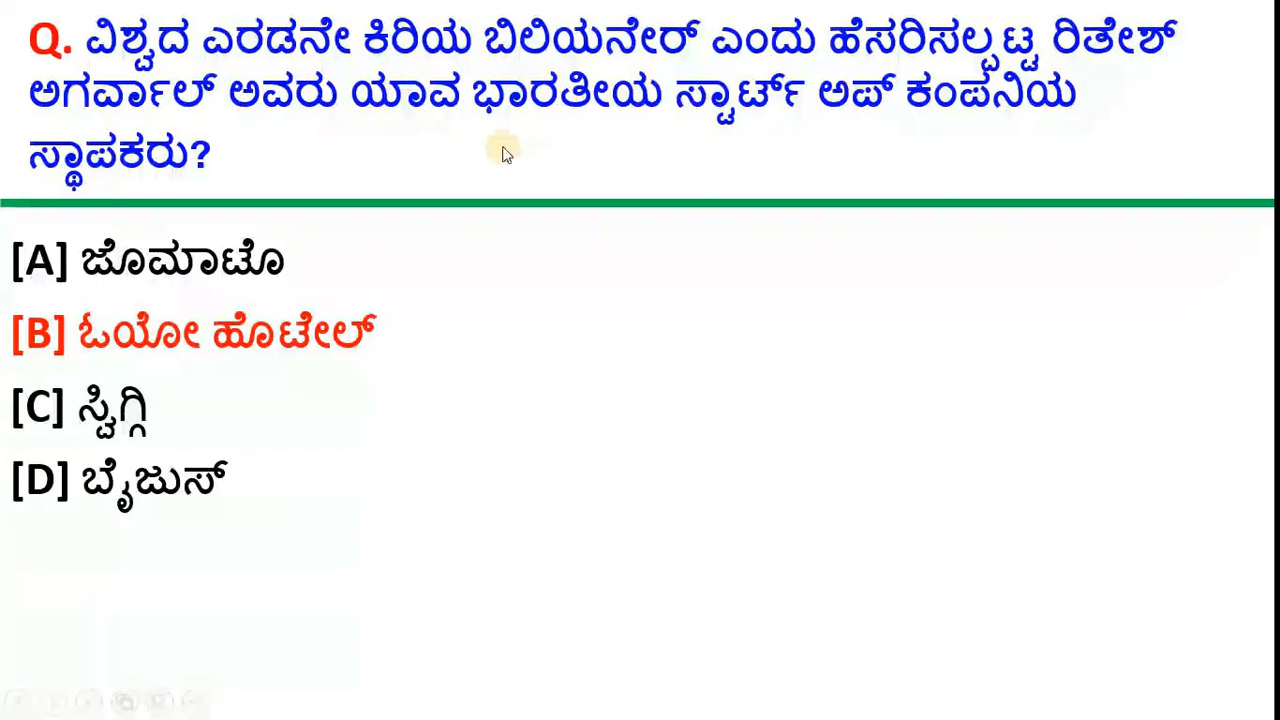 Q. ವಿಶ್ವದ ಎರಡನೇ ಕಿರಿಯ ಬಿಲಿಯನೇರ್ ಎಂದು ಹೆಸರಿಸಲ್ಪಟ್ಟ ರಿತೇಶ್
ಅಗರ್ವಾಲ್ ಅವರು ಯಾವ ಭಾರತೀಯ ಸ್ಟಾರ್ಟ್ ಅಪ್ ಕಂಪನಿಯ
ಸ್ಥಾಪಕರು?
[A] ಜೊಮಾಟೊ
[B] ಓಯೋ ಹೊಟೇಲ್
[C] ಸ್ವಿಗ್ಗಿ
[D] ಬೈಜುಸ್